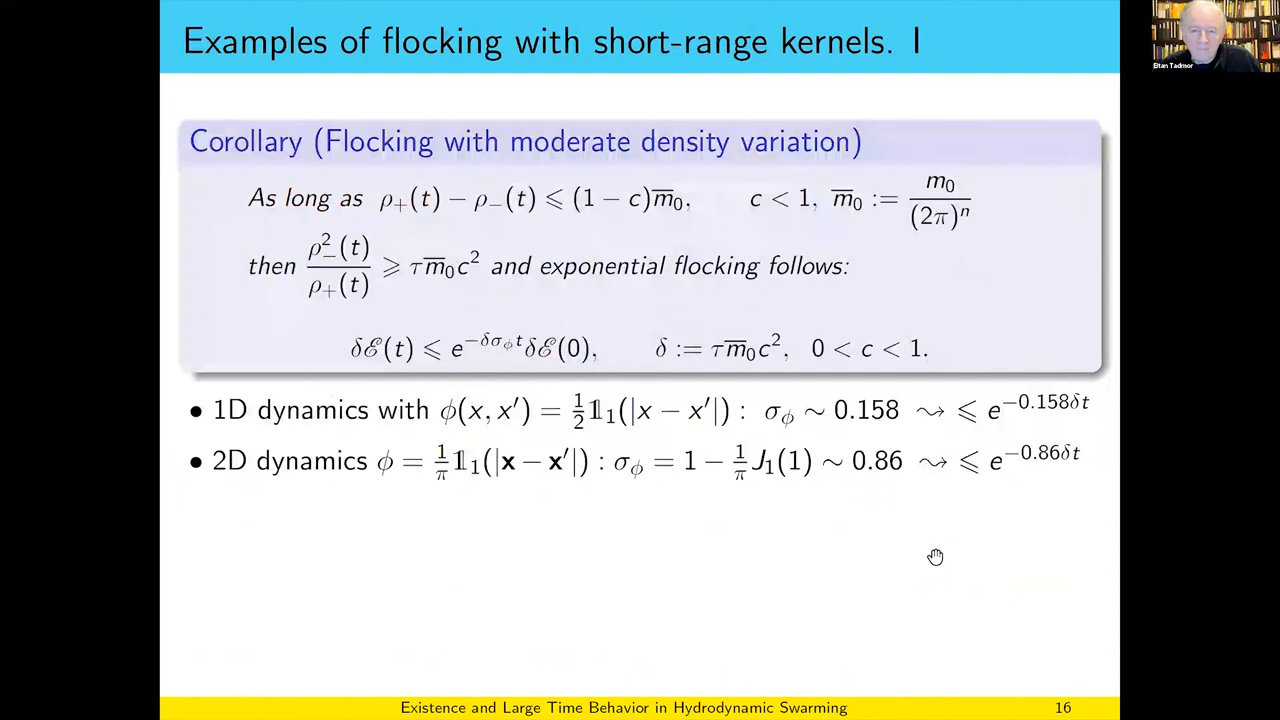 Examples of flocking with short-range kernels. I
Eitan Tadmor
Corollary (Flocking with moderate density variation)
As long as ρ₊(t) − ρ₋(t) ⩽ (1 − c)m̅₀, c < 1, m̅₀ := m₀/(2π)ⁿ
then ρ₋²(t)/ρ₊(t) ⩾ τm̅₀c² and exponential flocking follows:
δℰ(t) ⩽ e^{−δσ_ϕt}δℰ(0), δ := τm̅₀c², 0 < c < 1.
• 1D dynamics with ϕ(x, x′) = ½𝟙₁(|x − x′|) : σ_ϕ ∼ 0.158 ⇝ ⩽ e^{−0.158δt}
• 2D dynamics ϕ = 1/π 𝟙₁(|𝐱 − 𝐱′|) : σ_ϕ = 1 − 1/π J₁(1) ∼ 0.86 ⇝ ⩽ e^{−0.86δt}
Existence and Large Time Behavior in Hydrodynamic Swarming 16